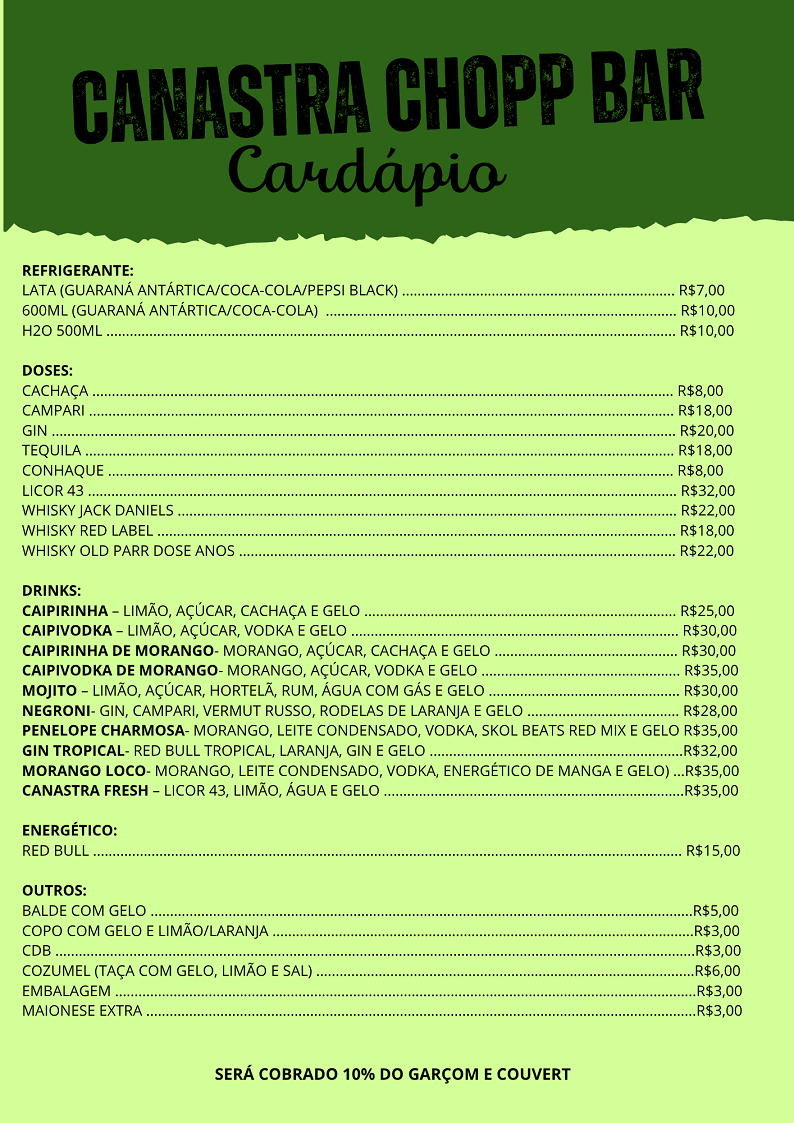 CANASTRA CHOPP BAR
Cardápio
REFRIGERANTE:
LATA (GUARANÁ ANTÁRTICA/COCA-COLA/PEPSI BLACK) ..................................................................... R$7,00
600ML (GUARANÁ ANTÁRTICA/COCA-COLA) ......................................................................................... R$10,00
H2O 500ML ................................................................................................................................................. R$10,00
DOSES:
CACHAÇA .................................................................................................................................................... R$8,00
CAMPARI ..................................................................................................................................................... R$18,00
GIN ............................................................................................................................................................... R$20,00
TEQUILA ...................................................................................................................................................... R$18,00
CONHAQUE ................................................................................................................................................ R$8,00
LICOR 43 ...................................................................................................................................................... R$32,00
WHISKY JACK DANIELS ............................................................................................................................... R$22,00
WHISKY RED LABEL .................................................................................................................................... R$18,00
WHISKY OLD PARR DOSE ANOS ............................................................................................................... R$22,00
DRINKS:
CAIPIRINHA – LIMÃO, AÇÚCAR, CACHAÇA E GELO ............................................................................... R$25,00
CAIPIVODKA – LIMÃO, AÇÚCAR, VODKA E GELO ................................................................................... R$30,00
CAIPIRINHA DE MORANGO- MORANGO, AÇÚCAR, CACHAÇA E GELO .............................................. R$30,00
CAIPIVODKA DE MORANGO- MORANGO, AÇÚCAR, VODKA E GELO .................................................. R$35,00
MOJITO – LIMÃO, AÇÚCAR, HORTELÃ, RUM, ÁGUA COM GÁS E GELO ................................................ R$30,00
NEGRONI- GIN, CAMPARI, VERMUT RUSSO, RODELAS DE LARANJA E GELO ...................................... R$28,00
PENELOPE CHARMOSA- MORANGO, LEITE CONDENSADO, VODKA, SKOL BEATS RED MIX E GELO R$35,00
GIN TROPICAL- RED BULL TROPICAL, LARANJA, GIN E GELO ................................................................R$32,00
MORANGO LOCO- MORANGO, LEITE CONDENSADO, VODKA, ENERGÉTICO DE MANGA E GELO) ...R$35,00
CANASTRA FRESH – LICOR 43, LIMÃO, ÁGUA E GELO ............................................................................R$35,00
ENERGÉTICO:
RED BULL ...................................................................................................................................................... R$15,00
OUTROS:
BALDE COM GELO ..........................................................................................................................................R$5,00
COPO COM GELO E LIMÃO/LARANJA ...........................................................................................................R$3,00
CDB ..................................................................................................................................................................R$3,00
COZUMEL (TAÇA COM GELO, LIMÃO E SAL) ................................................................................................R$6,00
EMBALAGEM ...................................................................................................................................................R$3,00
MAIONESE EXTRA ...........................................................................................................................................R$3,00
SERÁ COBRADO 10% DO GARÇOM E COUVERT